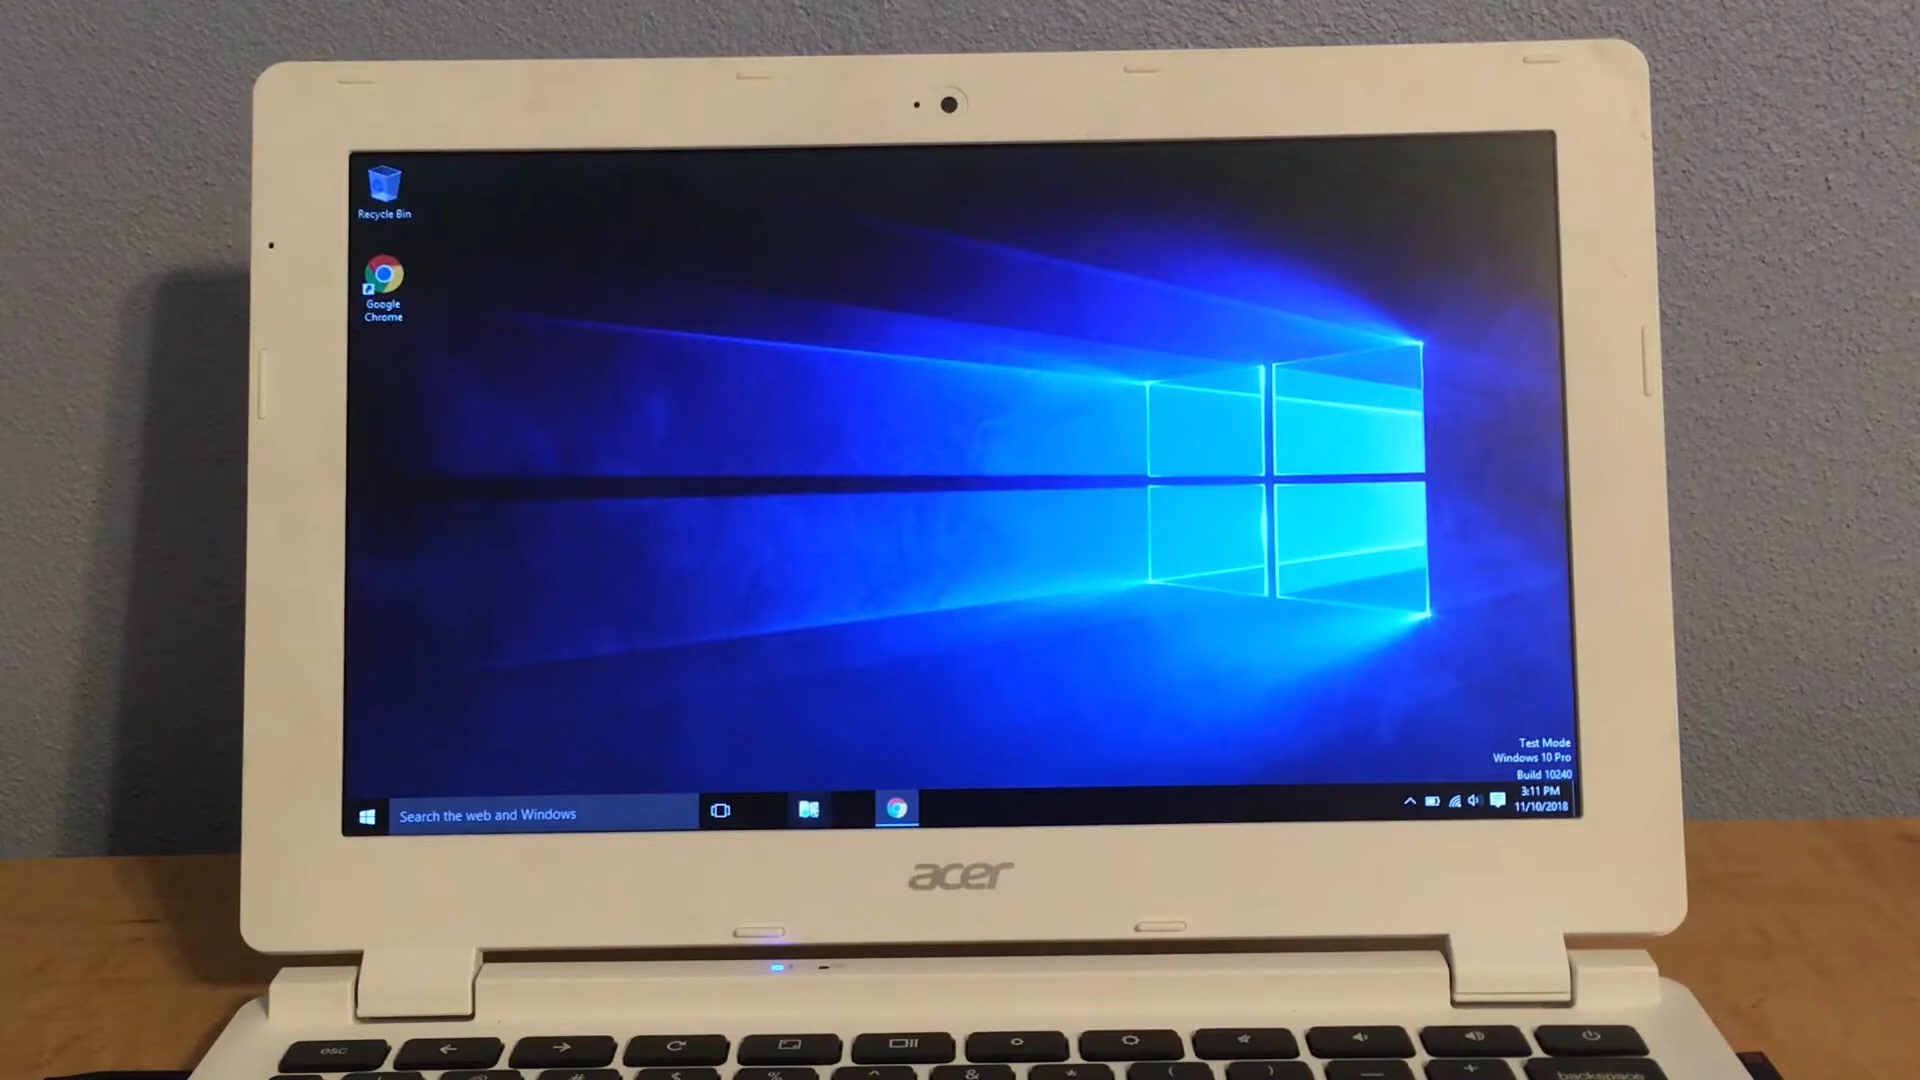 Recycle Bin
Google
Chrome
Test Mode
Windows 10 Pro
Build 10240
Search the web and Windows
3:11 PM
11/10/2018
acer
esc
backspace